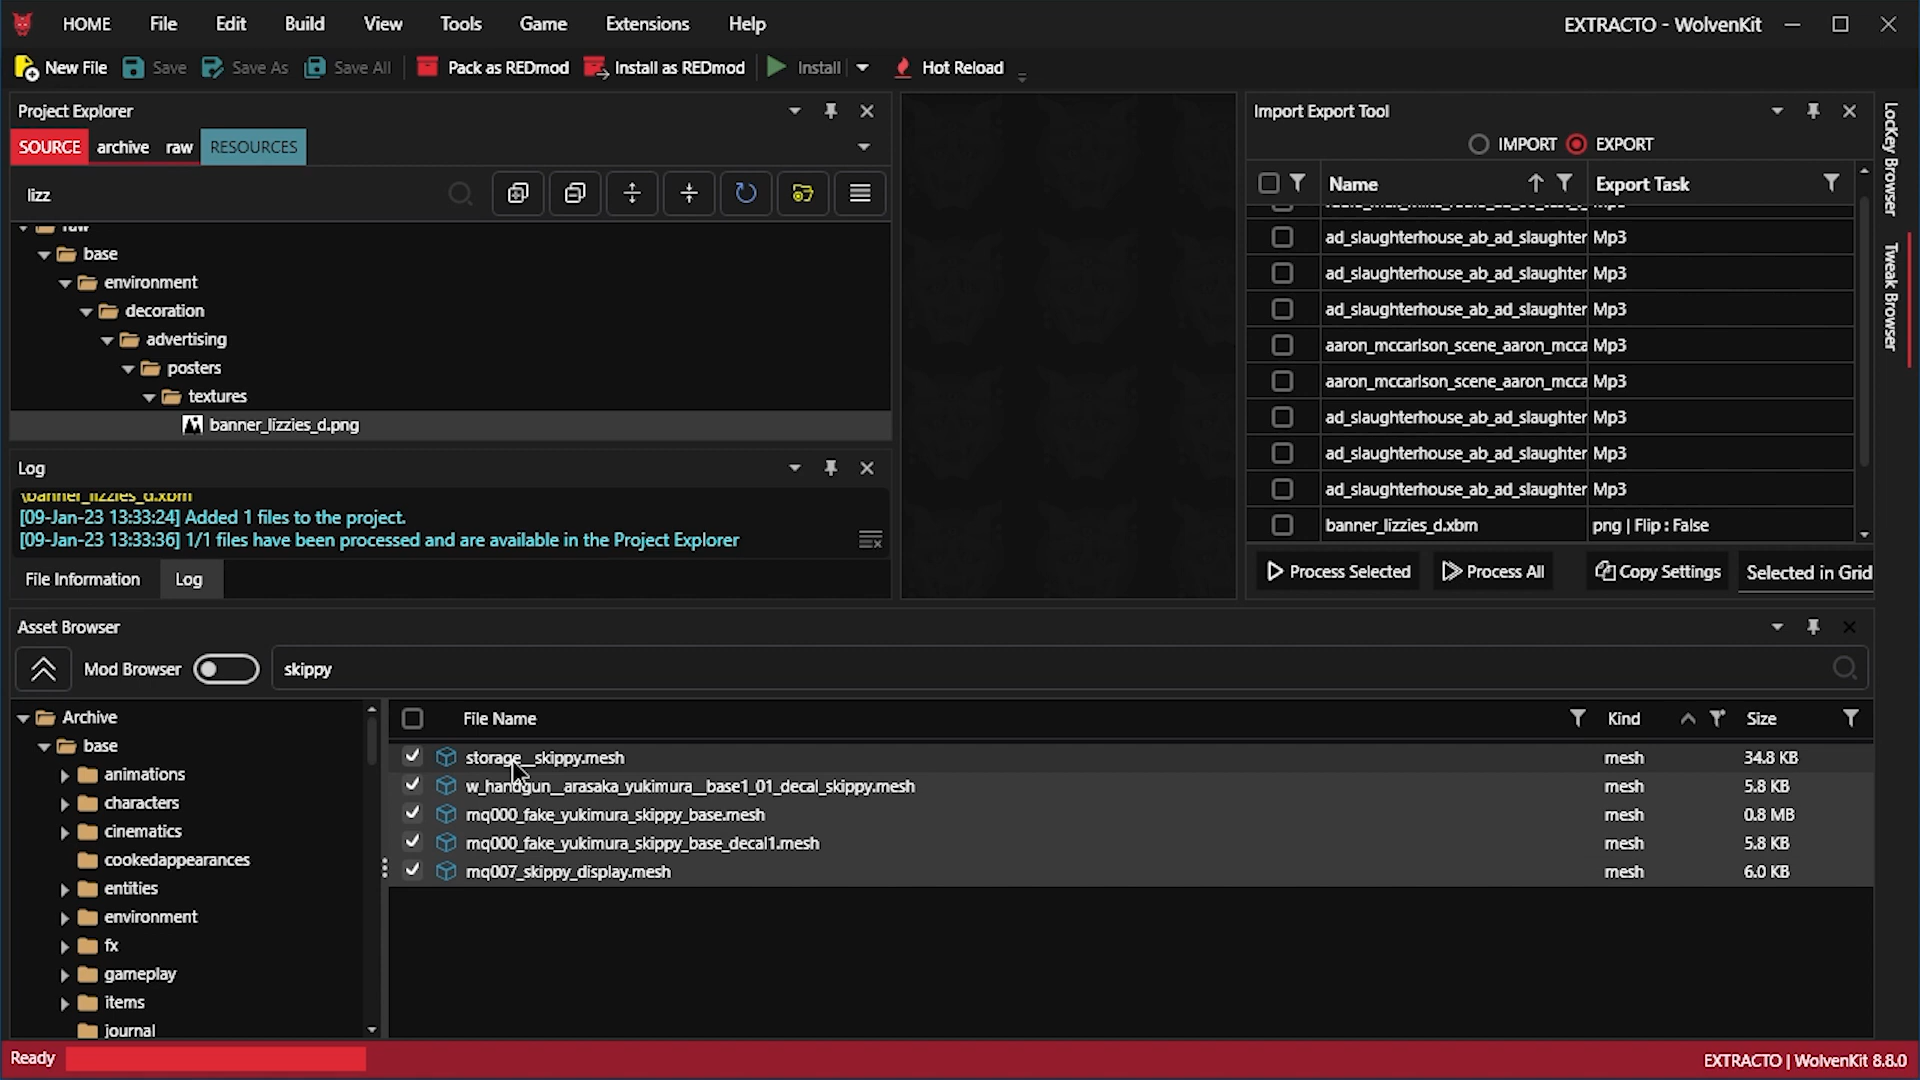 HOME File Edit Build View Tools Game Extensions Help EXTRACTO - WolvenKit
New File Save Save As Save All Pack as REDmod Install as REDmod Install Hot Reload
Project Explorer
SOURCE archive raw RESOURCES
lizz
raw
base
environment
decoration
advertising
posters
textures
banner_lizzies_d.png
Log
\banner_lizzies_d.xbm
[09-Jan-23 13:33:24] Added 1 files to the project.
[09-Jan-23 13:33:36] 1/1 files have been processed and are available in the Project Explorer
File Information Log
Import Export Tool
IMPORT EXPORT
Name Export Task
ad_slaughterhouse_ab_ad_slaughter Mp3
ad_slaughterhouse_ab_ad_slaughter Mp3
ad_slaughterhouse_ab_ad_slaughter Mp3
aaron_mccarlson_scene_aaron_mcca Mp3
aaron_mccarlson_scene_aaron_mcca Mp3
ad_slaughterhouse_ab_ad_slaughter Mp3
ad_slaughterhouse_ab_ad_slaughter Mp3
ad_slaughterhouse_ab_ad_slaughter Mp3
banner_lizzies_d.xbm png | Flip : False
Process Selected Process All Copy Settings Selected in Grid
LocKey Browser
Tweak Browser
Asset Browser
Mod Browser skippy
Archive
base
animations
characters
cinematics
cookedappearances
entities
environment
fx
gameplay
items
journal
File Name Kind Size
storage__skippy.mesh mesh 34.8 KB
w_handgun__arasaka_yukimura__base1_01_decal_skippy.mesh mesh 5.8 KB
mq000_fake_yukimura_skippy_base.mesh mesh 0.8 MB
mq000_fake_yukimura_skippy_base_decal1.mesh mesh 5.8 KB
mq007_skippy_display.mesh mesh 6.0 KB
Ready EXTRACTO | WolvenKit 8.8.0